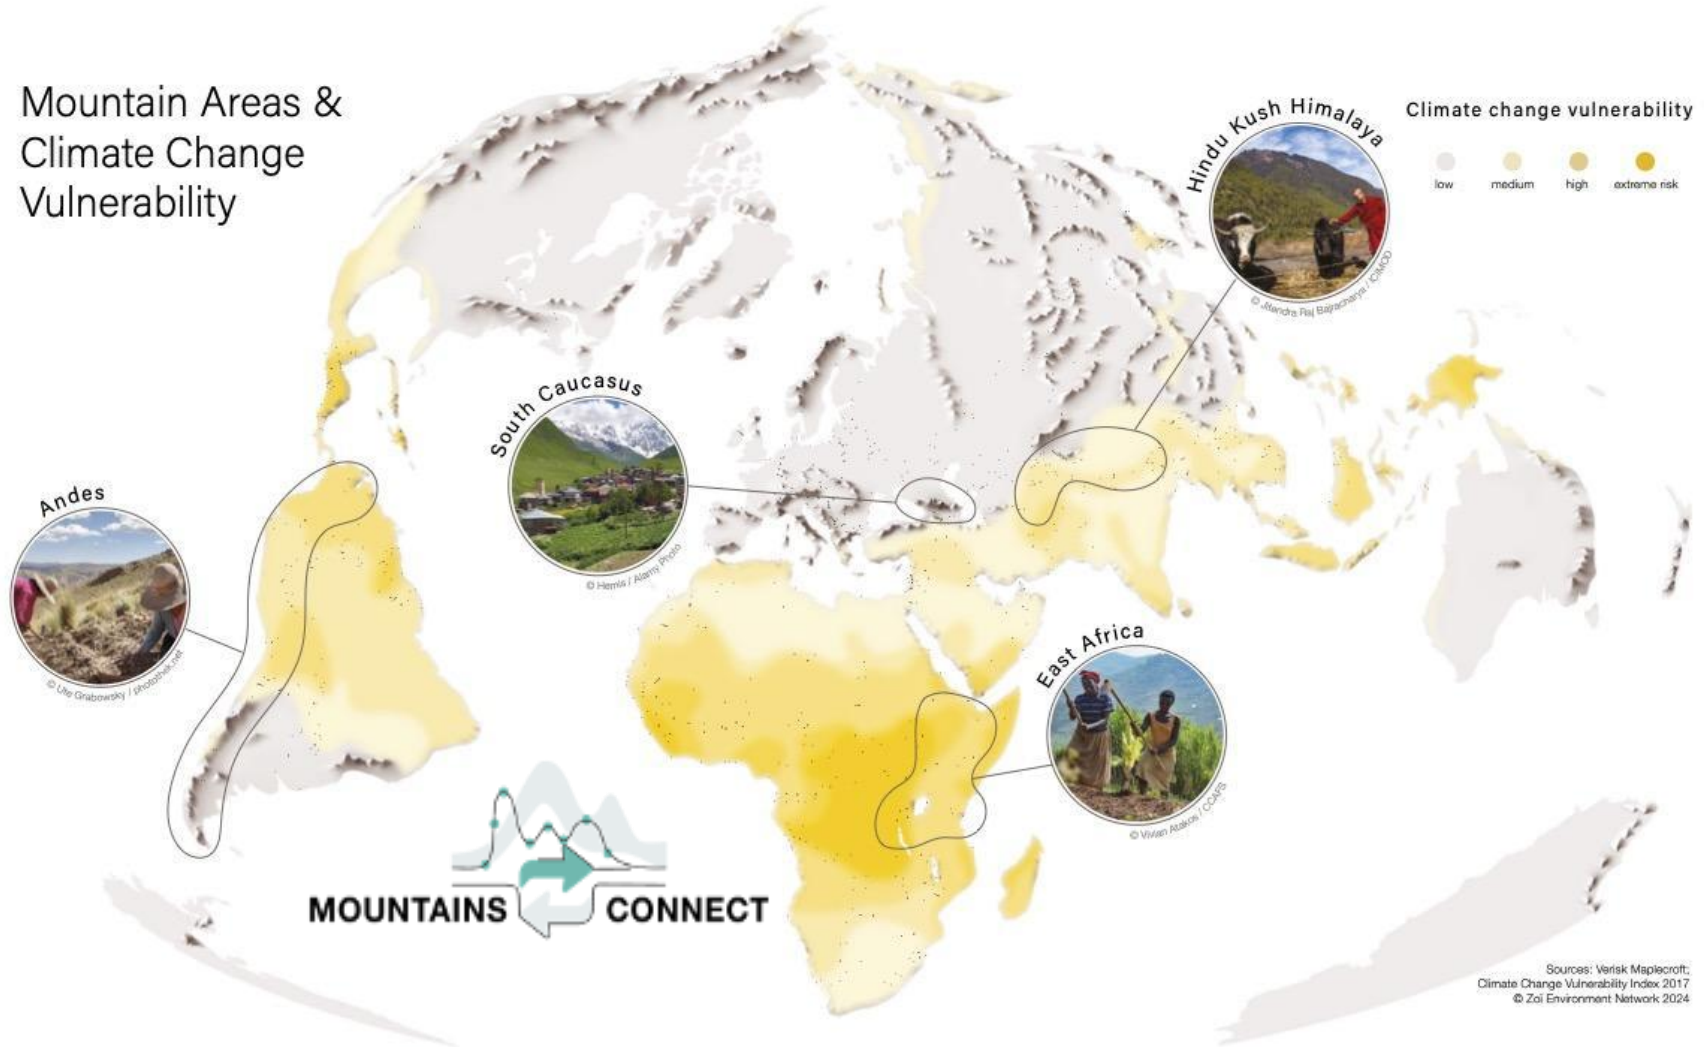 Mountain Areas &
Climate Change
Vulnerability
Hindu Kush Himalaya
© Jitendra Raj Bajracharya / ICIMOD
Climate change vulnerability
low medium high extreme risk
South Caucasus
© Hemis / Alamy Photo
Andes
© Ute Grabowsky / photothek.net
East Africa
© Vivian Atakos / CCAFS
MOUNTAINS CONNECT
Sources: Verisk Maplecroft;
Climate Change Vulnerability Index 2017
© Zoï Environment Network 2024